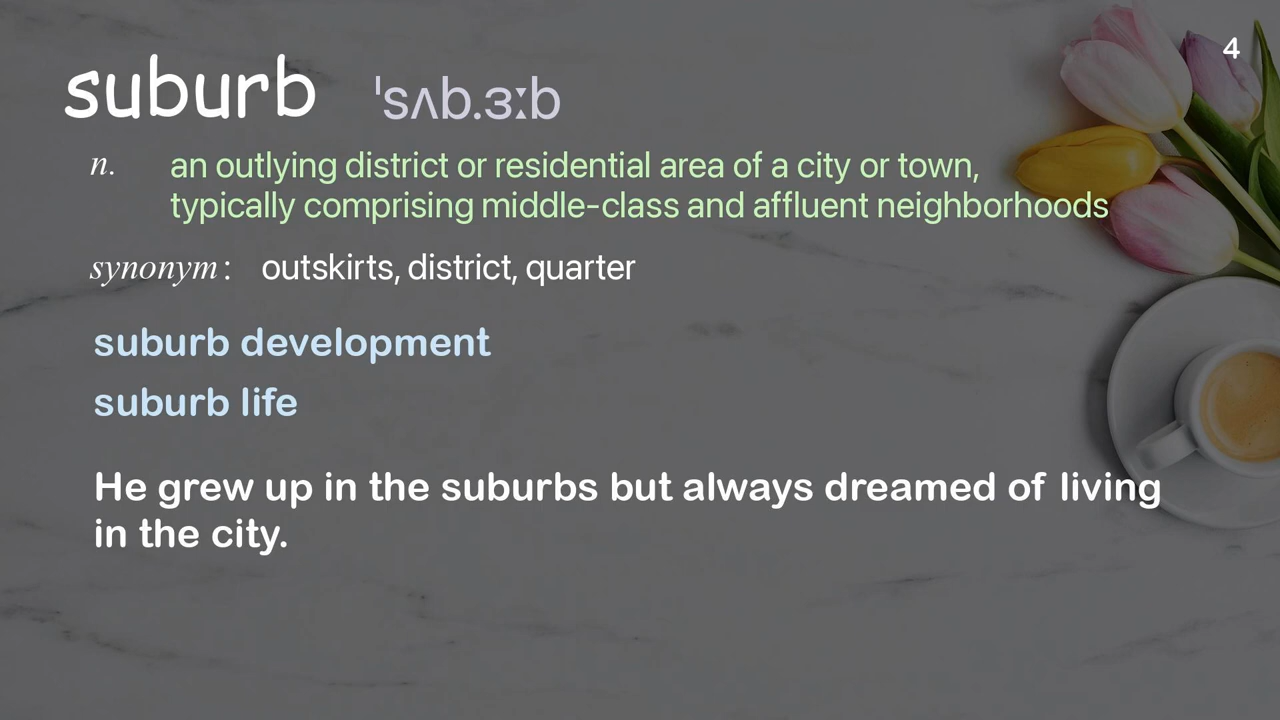 4
suburb ˈsʌb.ɜːb
n. an outlying district or residential area of a city or town,
typically comprising middle-class and affluent neighborhoods
synonym: outskirts, district, quarter
suburb development
suburb life
He grew up in the suburbs but always dreamed of living
in the city.